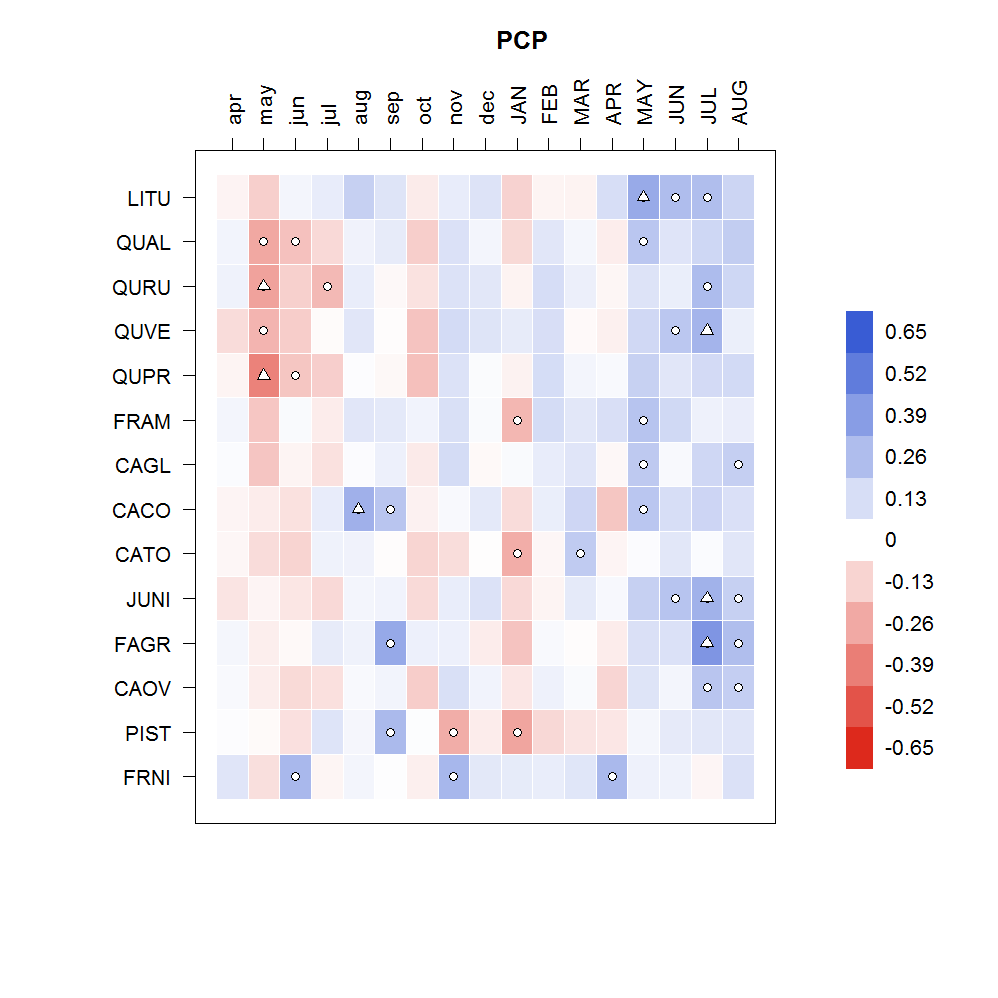 PCP
apr may jun jul aug sep oct nov dec JAN FEB MAR APR MAY JUN JUL AUG
LITU
QUAL
QURU
QUVE
QUPR
FRAM
CAGL
CACO
CATO
JUNI
FAGR
CAOV
PIST
FRNI
0.65
0.52
0.39
0.26
0.13
0
-0.13
-0.26
-0.39
-0.52
-0.65